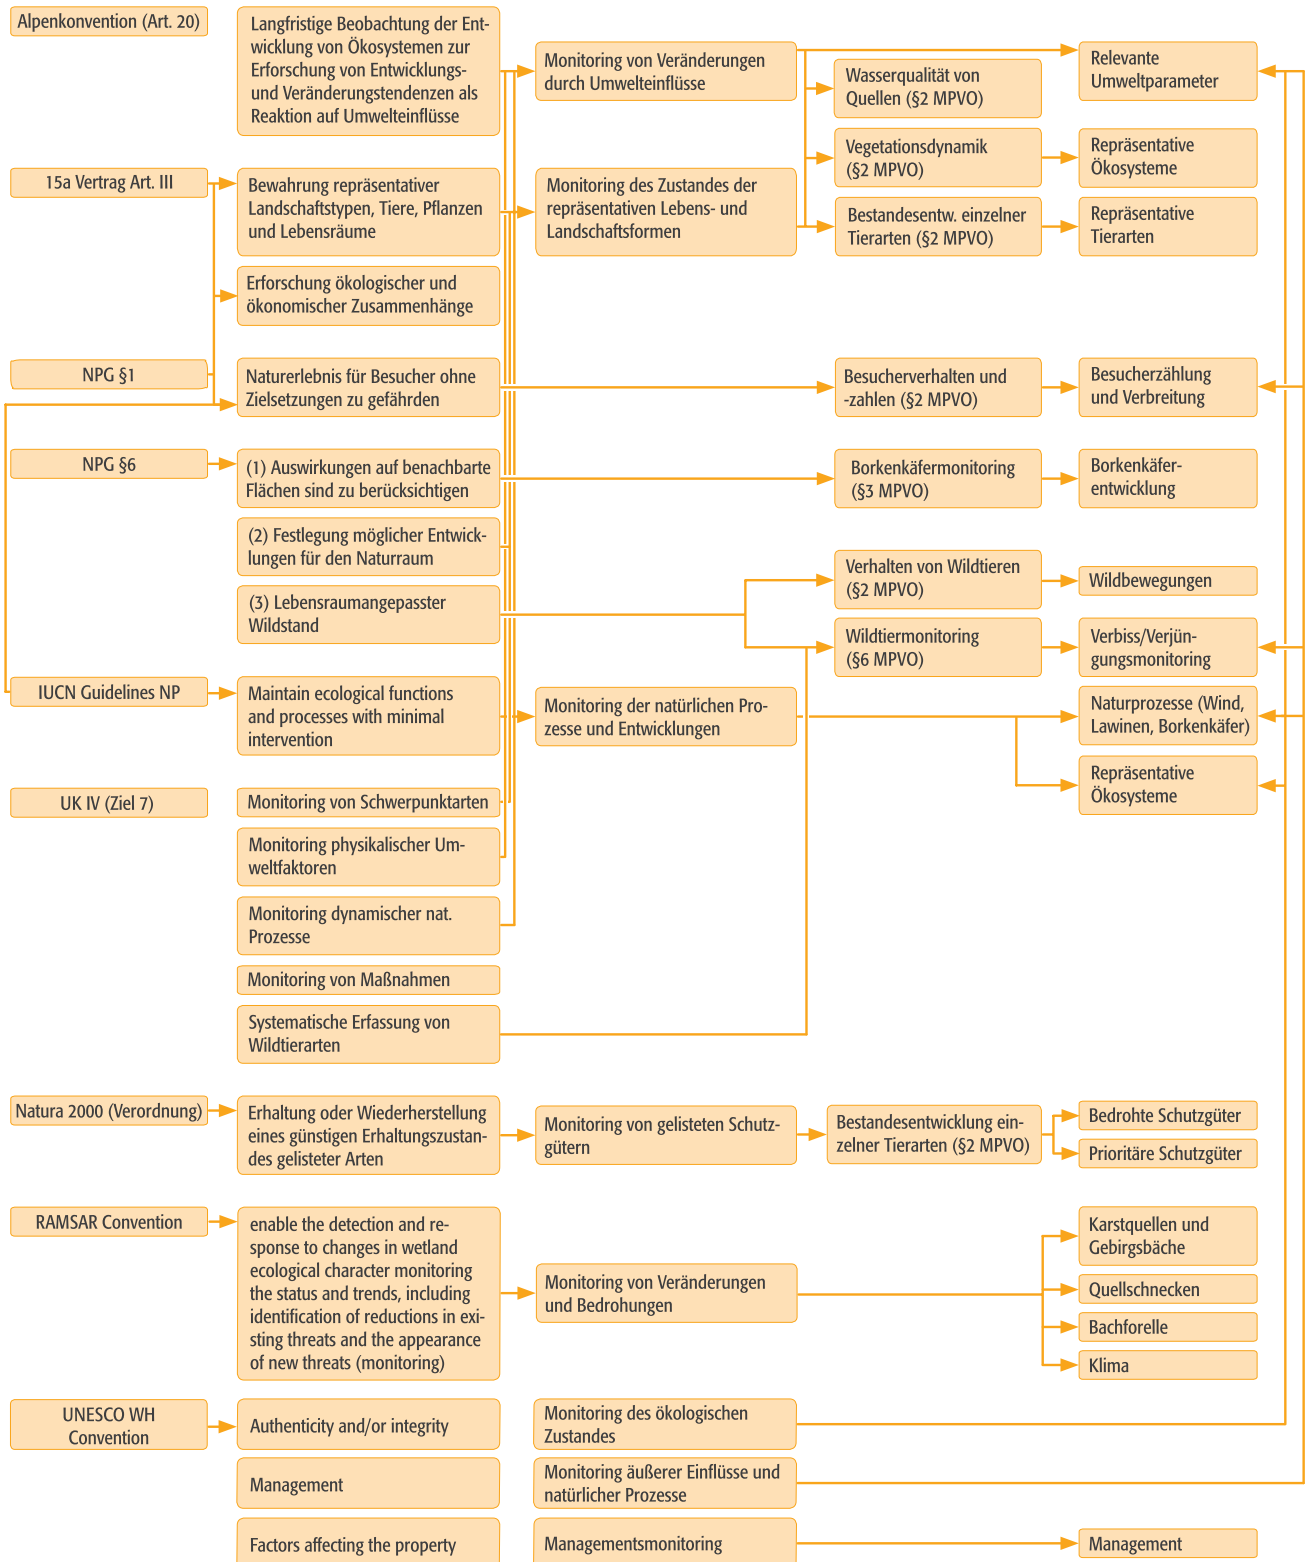 Alpenkonvention (Art. 20)
Langfristige Beobachtung der Ent-
wicklung von Ökosystemen zur
Erforschung von Entwicklungs-
und Veränderungstendenzen als
Reaktion auf Umwelteinflüsse
Monitoring von Veränderungen
durch Umwelteinflüsse
Relevante
Umweltparameter
Wasserqualität von
Quellen (§2 MPVO)
Vegetationsdynamik
(§2 MPVO)
Repräsentative
Ökosysteme
15a Vertrag Art. III
Bewahrung repräsentativer
Landschaftstypen, Tiere, Pflanzen
und Lebensräume
Monitoring des Zustandes der
repräsentativen Lebens- und
Landschaftsformen
Bestandesentw. einzelner
Tierarten (§2 MPVO)
Repräsentative
Tierarten
Erforschung ökologischer und
ökonomischer Zusammenhänge
NPG §1
Naturerlebnis für Besucher ohne
Zielsetzungen zu gefährden
Besucherverhalten und
-zahlen (§2 MPVO)
Besucherzählung
und Verbreitung
NPG §6
(1) Auswirkungen auf benachbarte
Flächen sind zu berücksichtigen
Borkenkäfermonitoring
(§3 MPVO)
Borkenkäfer-
entwicklung
(2) Festlegung möglicher Entwick-
lungen für den Naturraum
(3) Lebensraumangepasster
Wildstand
Verhalten von Wildtieren
(§2 MPVO)
Wildbewegungen
Wildtiermonitoring
(§6 MPVO)
Verbiss/Verjün-
gungsmonitoring
IUCN Guidelines NP
Maintain ecological functions
and processes with minimal
intervention
Monitoring der natürlichen Pro-
zesse und Entwicklungen
Naturprozesse (Wind,
Lawinen, Borkenkäfer)
Repräsentative
Ökosysteme
UK IV (Ziel 7)
Monitoring von Schwerpunktarten
Monitoring physikalischer Um-
weltfaktoren
Monitoring dynamischer nat.
Prozesse
Monitoring von Maßnahmen
Systematische Erfassung von
Wildtierarten
Natura 2000 (Verordnung)
Erhaltung oder Wiederherstellung
eines günstigen Erhaltungszustan-
des gelisteter Arten
Monitoring von gelisteten Schutz-
gütern
Bestandesentwicklung ein-
zelner Tierarten (§2 MPVO)
Bedrohte Schutzgüter
Prioritäre Schutzgüter
RAMSAR Convention
enable the detection and re-
sponse to changes in wetland
ecological character monitoring
the status and trends, including
identification of reductions in exi-
sting threats and the appearance
of new threats (monitoring)
Monitoring von Veränderungen
und Bedrohungen
Karstquellen und
Gebirgsbäche
Quellschnecken
Bachforelle
Klima
UNESCO WH
Convention
Authenticity and/or integrity
Monitoring des ökologischen
Zustandes
Management
Monitoring äußerer Einflüsse und
natürlicher Prozesse
Factors affecting the property
Managementsmonitoring
Management